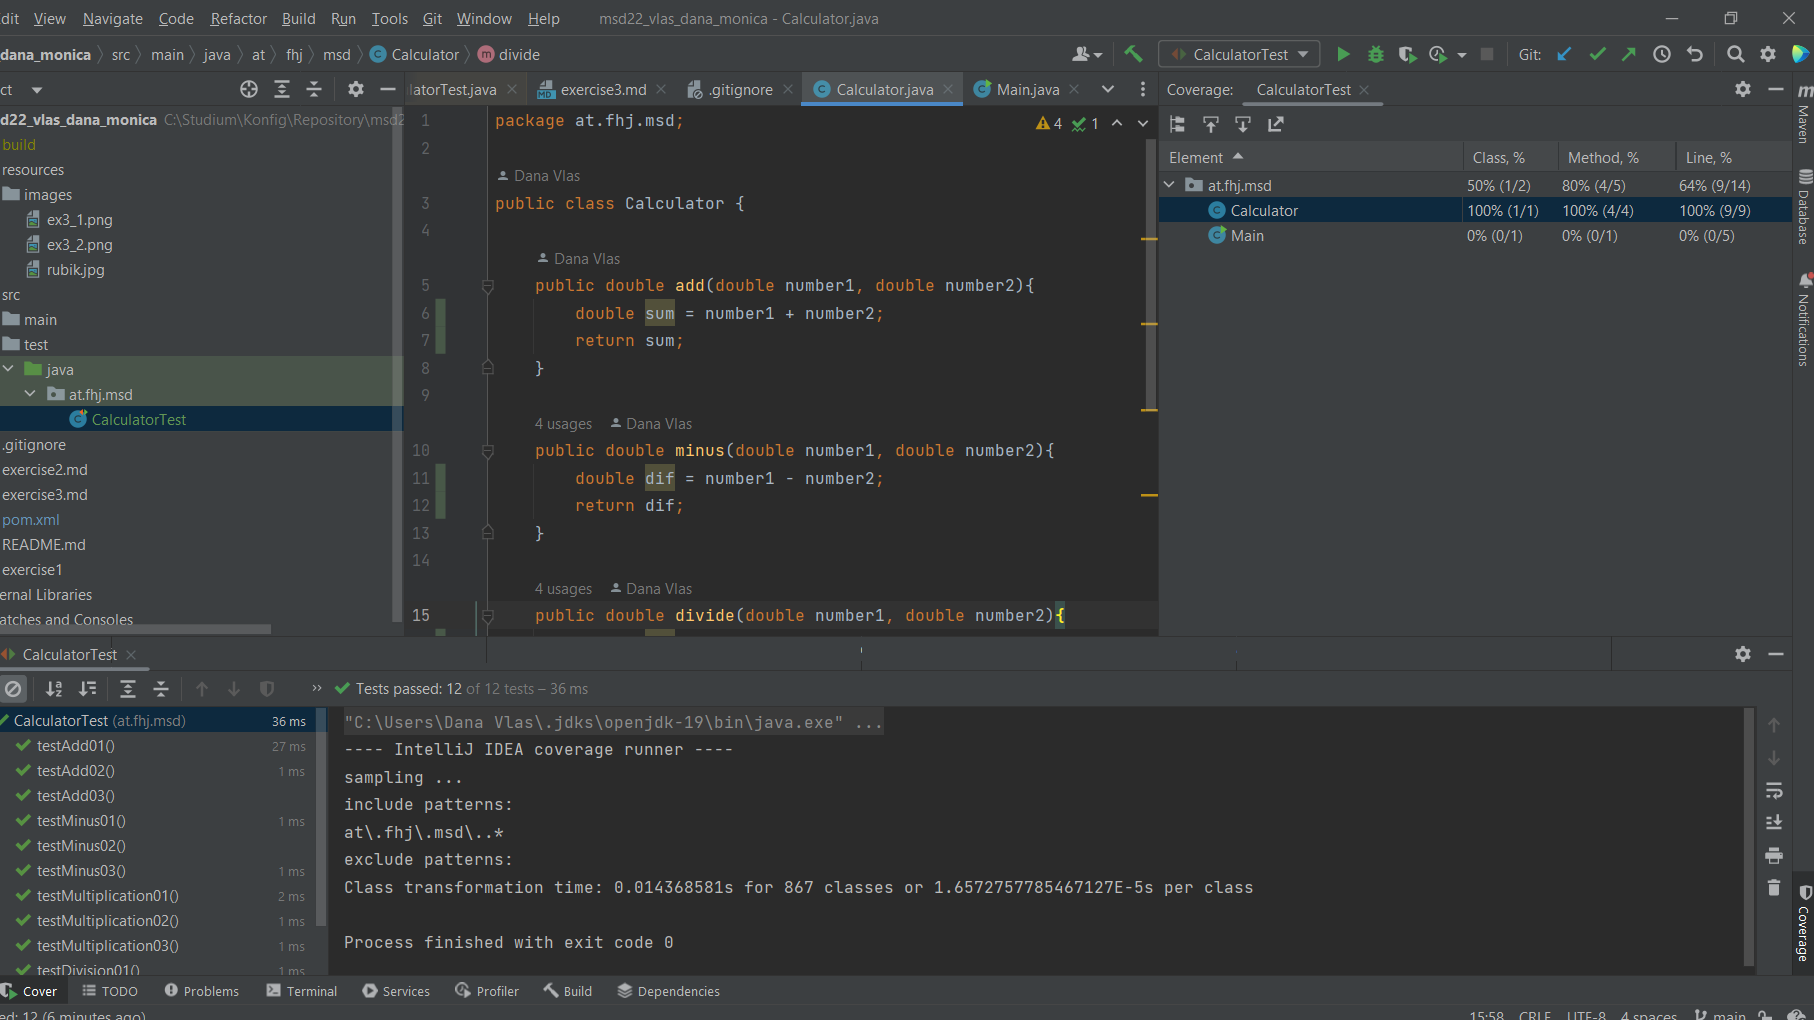 dit View Navigate Code Refactor Build Run Tools Git Window Help msd22_vlas_dana_monica - Calculator.java
dana_monica src main java at fhj msd Calculator divide CalculatorTest Git:
ct
latorTest.java exercise3.md .gitignore Calculator.java Main.java
Coverage: CalculatorTest
d22_vlas_dana_monica C:\Studium\Konfig\Repository\msd2
build
resources
images
ex3_1.png
ex3_2.png
rubik.jpg
src
main
test
java
at.fhj.msd
CalculatorTest
.gitignore
exercise2.md
exercise3.md
pom.xml
README.md
exercise1
ernal Libraries
atches and Consoles
4 1
1 package at.fhj.msd;
2
Dana Vlas
3 public class Calculator {
4
Dana Vlas
5 public double add(double number1, double number2){
6 double sum = number1 + number2;
7 return sum;
8 }
9
4 usages Dana Vlas
10 public double minus(double number1, double number2){
11 double dif = number1 - number2;
12 return dif;
13 }
14
4 usages Dana Vlas
15 public double divide(double number1, double number2){
Element Class, % Method, % Line, %
at.fhj.msd 50% (1/2) 80% (4/5) 64% (9/14)
Calculator 100% (1/1) 100% (4/4) 100% (9/9)
Main 0% (0/1) 0% (0/1) 0% (0/5)
m Maven
Database
Notifications
Coverage
CalculatorTest
Tests passed: 12 of 12 tests – 36 ms
CalculatorTest (at.fhj.msd) 36 ms
testAdd01() 27 ms
testAdd02() 1 ms
testAdd03()
testMinus01() 1 ms
testMinus02()
testMinus03() 1 ms
testMultiplication01() 2 ms
testMultiplication02() 1 ms
testMultiplication03() 1 ms
testDivision01() 1 ms
"C:\Users\Dana Vlas\.jdks\openjdk-19\bin\java.exe" ...
---- IntelliJ IDEA coverage runner ----
sampling ...
include patterns:
at\.fhj\.msd\..*
exclude patterns:
Class transformation time: 0.014368581s for 867 classes or 1.6572757785467127E-5s per class
Process finished with exit code 0
Cover TODO Problems Terminal Services Profiler Build Dependencies
ed: 12 (6 minutes ago) 15:58 CRLF UTF-8 4 spaces main